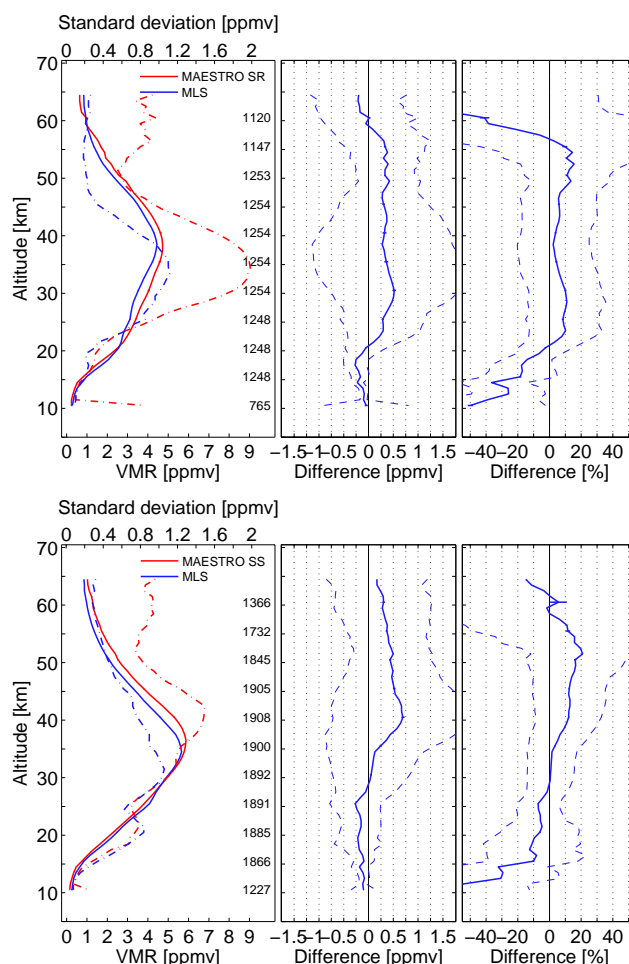 Standard deviation [ppmv]
0 0.4 0.8 1.2 1.6 2
70
60
50
40
30
20
10
Altitude [km]
MAESTRO SR
MLS
1120
1147
1253
1254
1254
1254
1254
1248
1248
1248
765
0 1 2 3 4 5 6 7 8 9
VMR [ppmv]
−1.5−1−0.5 0 0.5 1 1.5
Difference [ppmv]
−40−20 0 20 40
Difference [%]
Standard deviation [ppmv]
0 0.4 0.8 1.2 1.6 2
70
60
50
40
30
20
10
Altitude [km]
MAESTRO SS
MLS
1366
1732
1845
1905
1908
1900
1892
1891
1885
1866
1227
0 1 2 3 4 5 6 7 8 9
VMR [ppmv]
−1.5−1−0.5 0 0.5 1 1.5
Difference [ppmv]
−40−20 0 20 40
Difference [%]